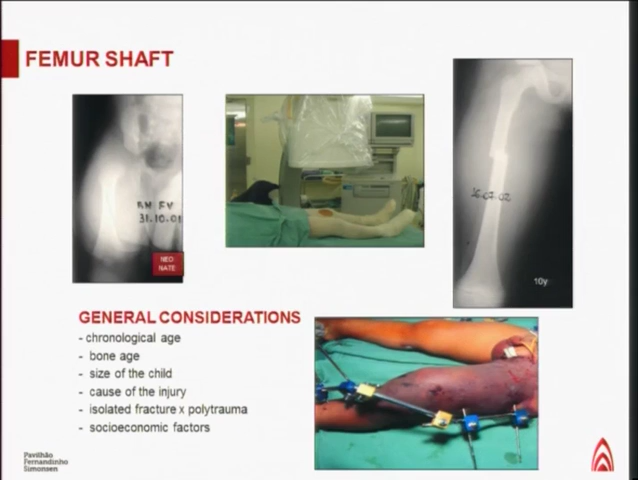 FEMUR SHAFT
31.10.01
NEO
NATE
10y
GENERAL CONSIDERATIONS
- chronological age
- bone age
- size of the child
- cause of the injury
- isolated fracture x polytrauma
- socioeconomic factors
Pavilhão
Fernandinho
Simonsen